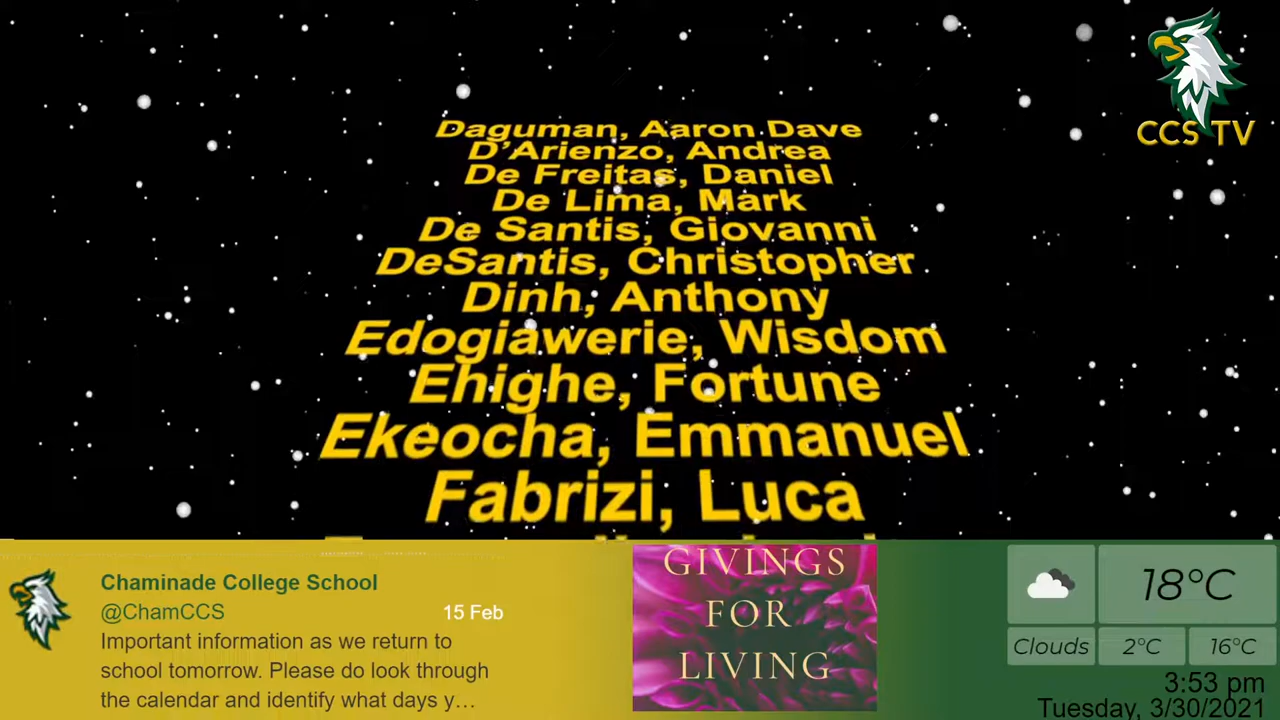 CCS TV
Daguman, Aaron Dave
D’Arienzo, Andrea
De Freitas, Daniel
De Lima, Mark
De Santis, Giovanni
DeSantis, Christopher
Dinh, Anthony
Edogiawerie, Wisdom
Ehighe, Fortune
Ekeocha, Emmanuel
Fabrizi, Luca
Chaminade College School
@ChamCCS 15 Feb
Important information as we return to
school tomorrow. Please do look through
the calendar and identify what days y…
GIVINGS
FOR
LIVING
18°C
Clouds 2°C 16°C
3:53 pm
Tuesday, 3/30/2021